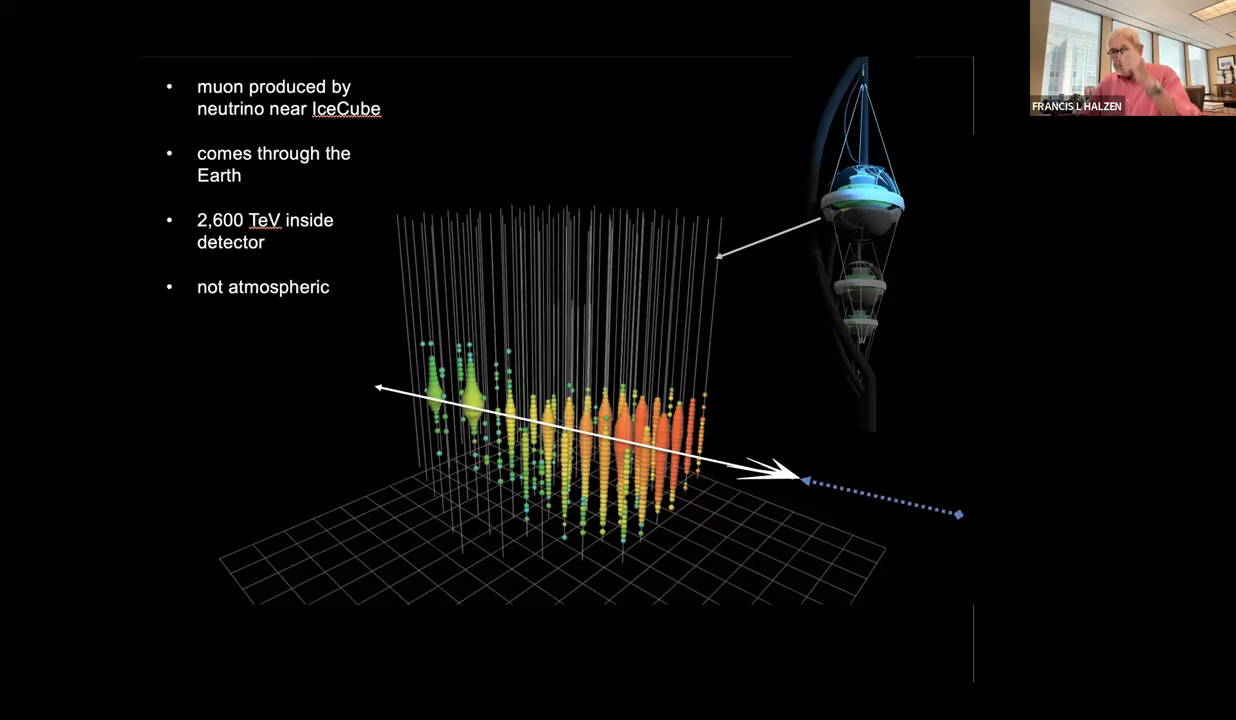 • muon produced by
neutrino near IceCube
• comes through the
Earth
• 2,600 TeV inside
detector
• not atmospheric
FRANCIS L HALZEN